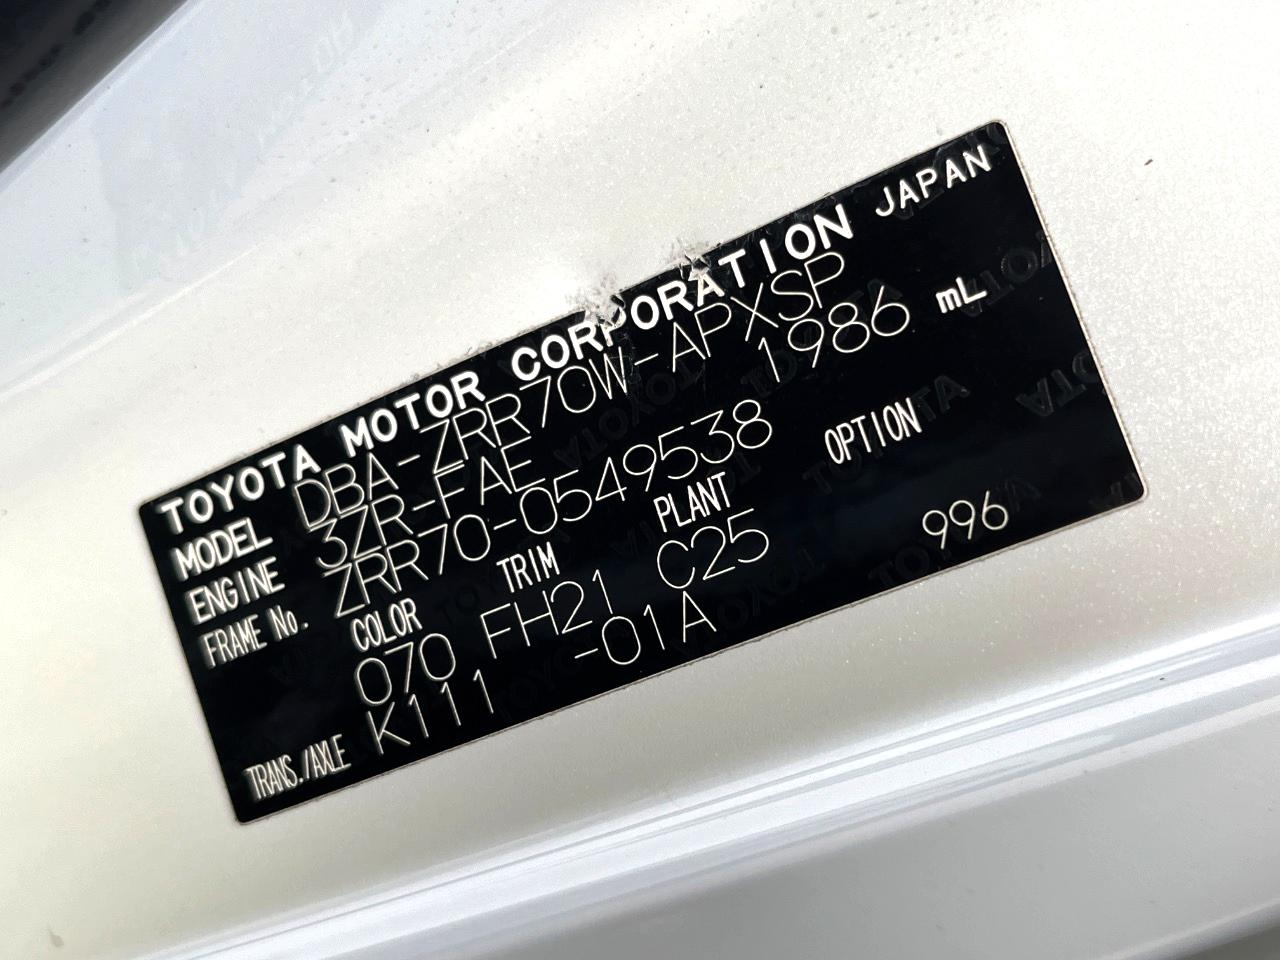 TOYOTA MOTOR CORPORATION JAPAN
MODEL DBA-ZRR70W-APXSP
ENGINE 3ZR-FAE 1986 mL
FRAME No. ZRR70-0549538
COLOR TRIM PLANT OPTION
070 FH21 C25 996
TRANS./AXLE K111 -01A